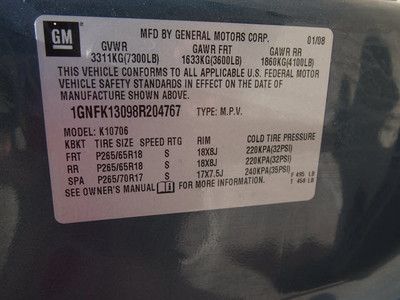 GM
MFD BY GENERAL MOTORS CORP. 01/08
GVWR GAWR FRT GAWR RR
3311KG(7300LB) 1633KG(3600LB) 1860KG(4100LB)
THIS VEHICLE CONFORMS TO ALL APPLICABLE U.S. FEDERAL MOTOR
VEHICLE SAFETY STANDARDS IN EFFECT ON THE DATE OF
MANUFACTURE SHOWN ABOVE.
1GNFK13098R204767 TYPE: M.P.V.
MODEL: K10706
KBKT TIRE SIZE SPEED RTG RIM COLD TIRE PRESSURE
FRT P265/65R18 S 18X8J 220KPA(32PSI)
RR P265/65R18 S 18X8J 220KPA(32PSI)
SPA P265/70R17 S 17X7.5J 240KPA(35PSI)
SEE OWNER'S MANUAL FOR MORE INFORMATION.
F 495 LB
T 454 LB